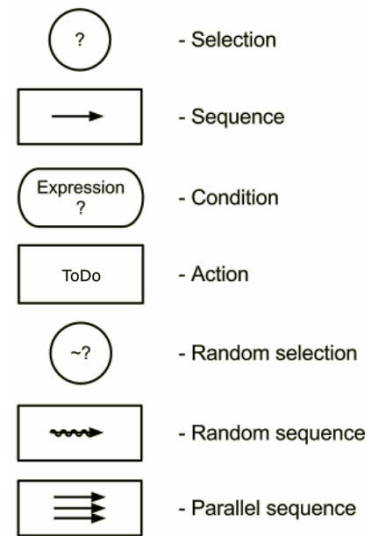 ? - Selection
- Sequence
Expression
? - Condition
ToDo - Action
~? - Random selection
- Random sequence
- Parallel sequence